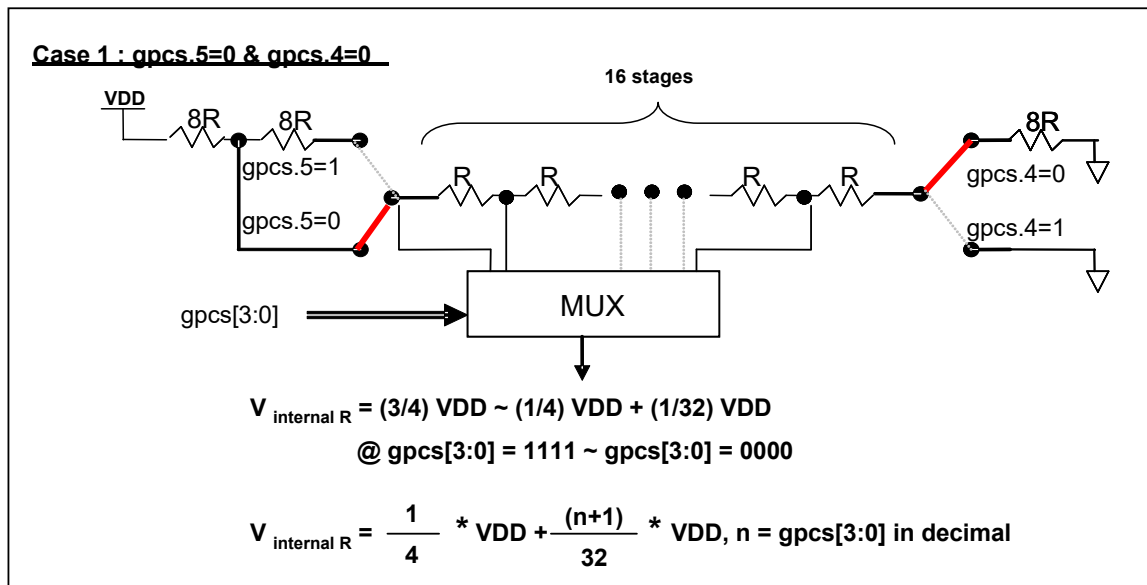 Case 1 : gpcs.5=0 & gpcs.4=0
16 stages
VDD
8R 8R 8R
gpcs.5=1
gpcs.4=0
R R R R
gpcs.5=0
gpcs.4=1
gpcs[3:0]
MUX
V internal R = (3/4) VDD ~ (1/4) VDD + (1/32) VDD
@ gpcs[3:0] = 1111 ~ gpcs[3:0] = 0000
V internal R = 1/4 * VDD + (n+1)/32 * VDD, n = gpcs[3:0] in decimal